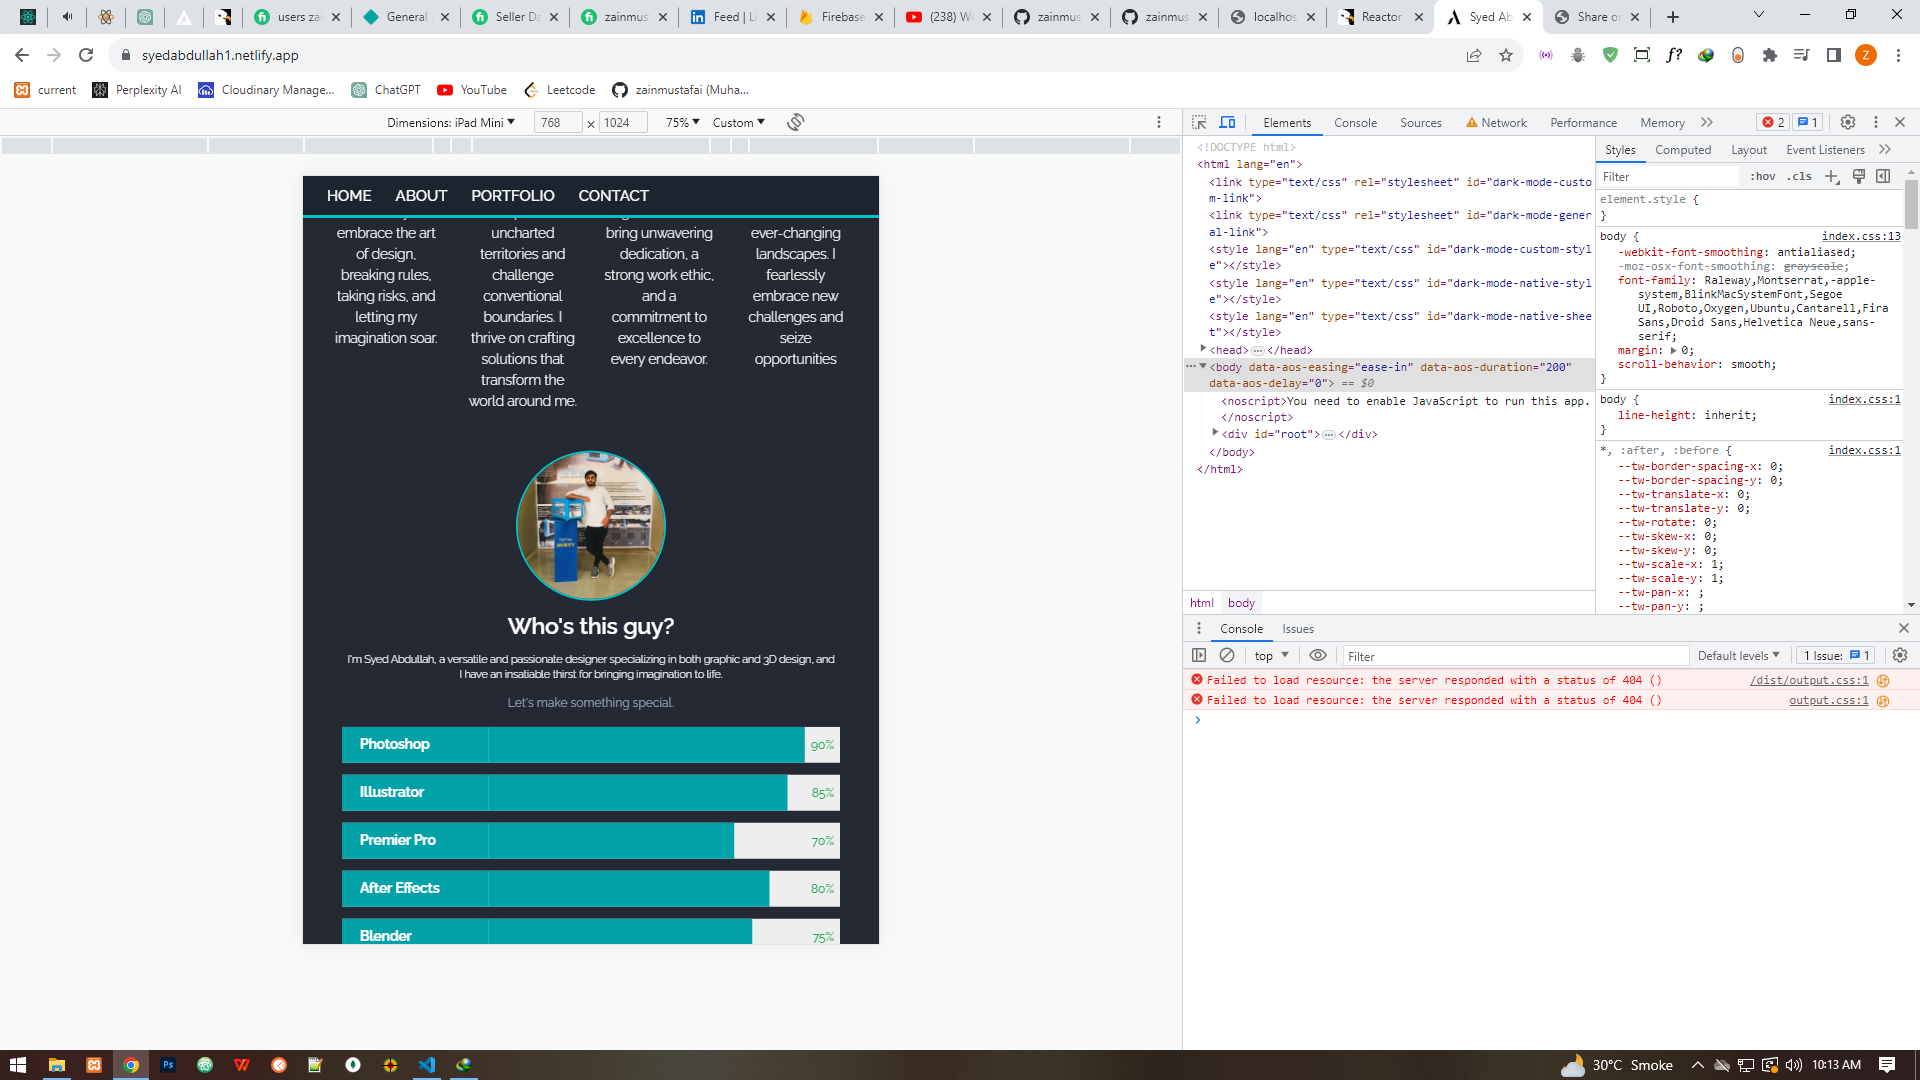 users za
General
Seller Da
zainmus
Feed | Li
Firebase
(238) W
zainmus
zainmus
localhos
Reactor
Syed Ab
Share o
syedabdullah1.netlify.app
f?
Z
current
Perplexity AI
Cloudinary Manage...
ChatGPT
YouTube
Leetcode
zainmustafai (Muha...
Dimensions: iPad Mini
768
×
1024
75%
Custom
HOME
ABOUT
PORTFOLIO
CONTACT
embrace the art
of design,
breaking rules,
taking risks, and
letting my
imagination soar.
uncharted
territories and
challenge
conventional
boundaries. I
thrive on crafting
solutions that
transform the
world around me.
bring unwavering
dedication, a
strong work ethic,
and a
commitment to
excellence to
every endeavor.
ever-changing
landscapes. I
fearlessly
embrace new
challenges and
seize
opportunities
Who's this guy?
I'm Syed Abdullah, a versatile and passionate designer specializing in both graphic and 3D design, and
I have an insatiable thirst for bringing imagination to life.
Let's make something special.
Photoshop
90%
Illustrator
85%
Premier Pro
70%
After Effects
80%
Blender
75%
Elements
Console
Sources
Network
Performance
Memory
2
1
<!DOCTYPE html>
<html lang="en">
<link type="text/css" rel="stylesheet" id="dark-mode-custo
m-link">
<link type="text/css" rel="stylesheet" id="dark-mode-gener
al-link">
<style lang="en" type="text/css" id="dark-mode-custom-styl
e"></style>
<style lang="en" type="text/css" id="dark-mode-native-styl
e"></style>
<style lang="en" type="text/css" id="dark-mode-native-shee
t"></style>
<head>…</head>
<body data-aos-easing="ease-in" data-aos-duration="200"
data-aos-delay="0"> == $0
<noscript>You need to enable JavaScript to run this app.
</noscript>
<div id="root">…</div>
</body>
</html>
html
body
Styles
Computed
Layout
Event Listeners
Filter
:hov
.cls
element.style {
}
body {
index.css:13
-webkit-font-smoothing: antialiased;
-moz-osx-font-smoothing: grayscale;
font-family: Raleway,Montserrat,-apple-
system,BlinkMacSystemFont,Segoe
UI,Roboto,Oxygen,Ubuntu,Cantarell,Fira
Sans,Droid Sans,Helvetica Neue,sans-
serif;
margin: 0;
scroll-behavior: smooth;
}
body {
index.css:1
line-height: inherit;
}
*, :after, :before {
index.css:1
--tw-border-spacing-x: 0;
--tw-border-spacing-y: 0;
--tw-translate-x: 0;
--tw-translate-y: 0;
--tw-rotate: 0;
--tw-skew-x: 0;
--tw-skew-y: 0;
--tw-scale-x: 1;
--tw-scale-y: 1;
--tw-pan-x: ;
--tw-pan-y: ;
Console
Issues
top
Filter
Default levels
1 Issue: 1
Failed to load resource: the server responded with a status of 404 ()
/dist/output.css:1
Failed to load resource: the server responded with a status of 404 ()
output.css:1
Ps
30°C Smoke
10:13 AM